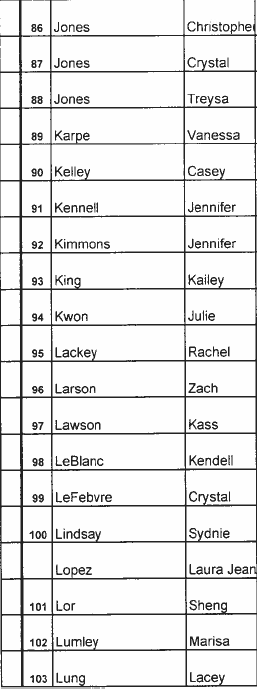 86 Jones Christopher
87 Jones Crystal
88 Jones Treysa
89 Karpe Vanessa
90 Kelley Casey
91 Kennell Jennifer
92 Kimmons Jennifer
93 King Kailey
94 Kwon Julie
95 Lackey Rachel
96 Larson Zach
97 Lawson Kass
98 LeBlanc Kendell
99 LeFebvre Crystal
100 Lindsay Sydnie
Lopez Laura Jean
101 Lor Sheng
102 Lumley Marisa
103 Lung Lacey